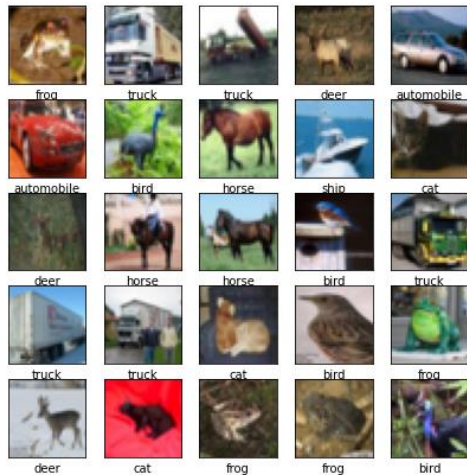 frog truck truck deer automobile
automobile bird horse ship cat
deer horse horse bird truck
truck truck cat bird frog
deer cat frog frog bird